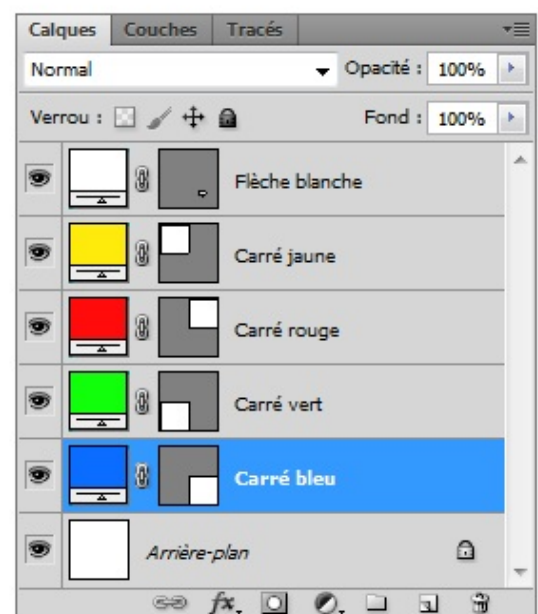 Calques Couches Tracés
Normal Opacité : 100%
Verrou : Fond : 100%
Flèche blanche
Carré jaune
Carré rouge
Carré vert
Carré bleu
Arrière-plan
fx.